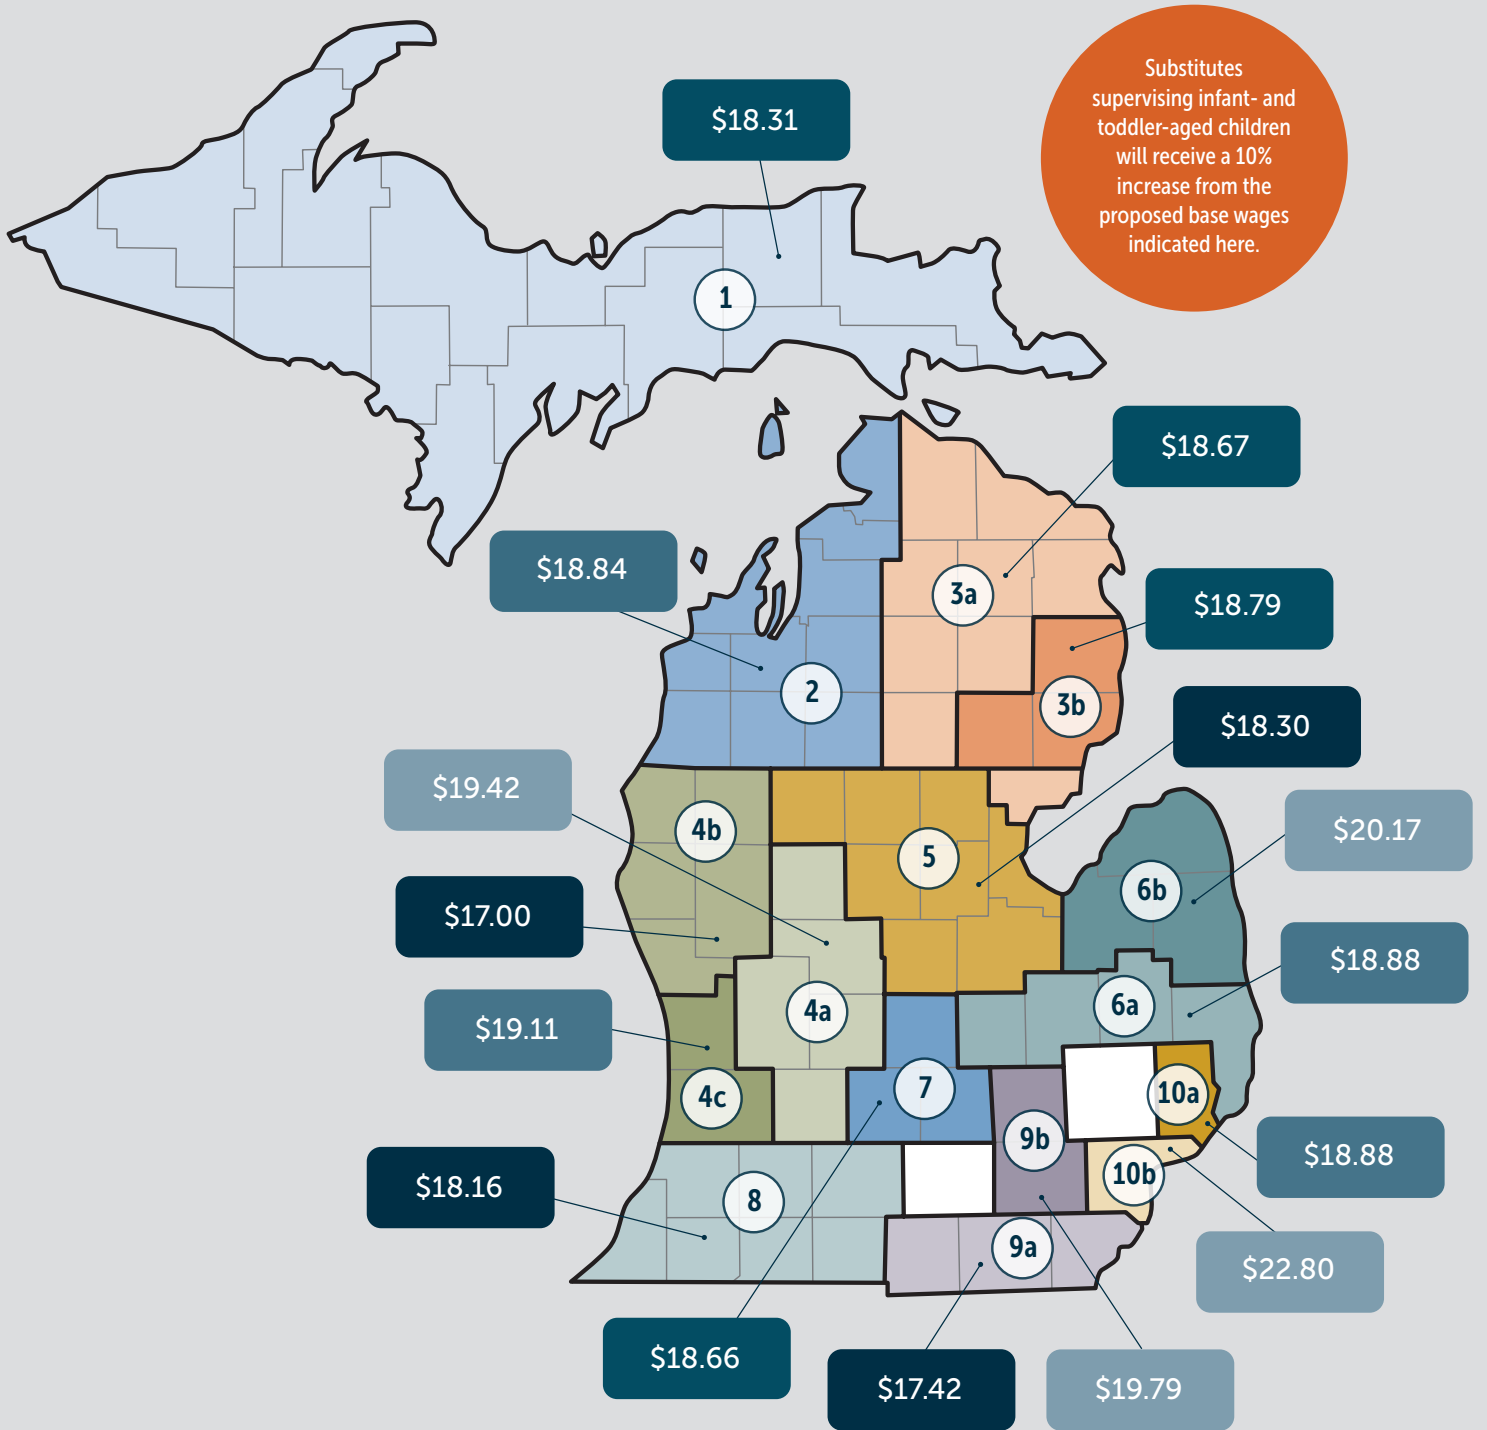 Substitutes
supervising infant- and
toddler-aged children
will receive a 10%
increase from the
proposed base wages
indicated here.
$18.31
1
$18.67
$18.84
3a
$18.79
2
3b
$18.30
$19.42
4b
5
$20.17
6b
$17.00
$18.88
4a
6a
$19.11
7
10a
4c
9b
$18.88
10b
$18.16
8
9a
$22.80
$18.66
$17.42
$19.79